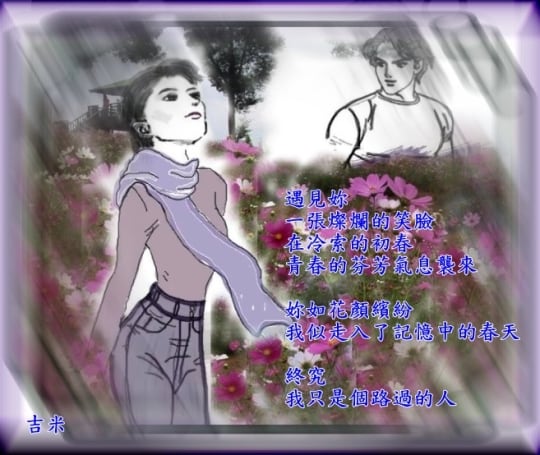 遇見妳
一張燦爛的笑臉
在冷索的初春
青春的芬芳氣息襲來
妳如花顏繽紛
我似走入了記憶中的春天
終究
我只是個路過的人
吉米